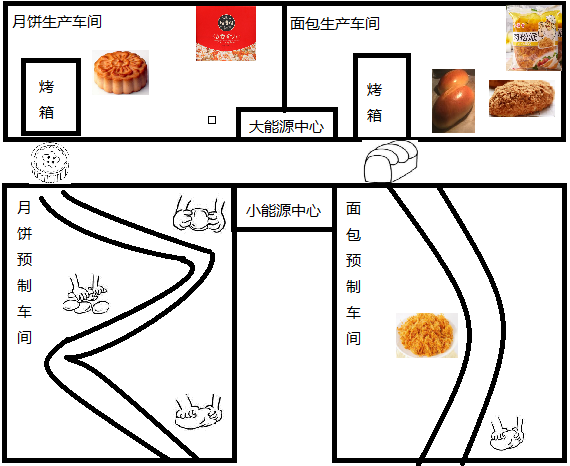 月饼生产车间
面包生产车间
烤箱
烤箱
大能源中心
小能源中心
月饼预制车间
面包预制车间